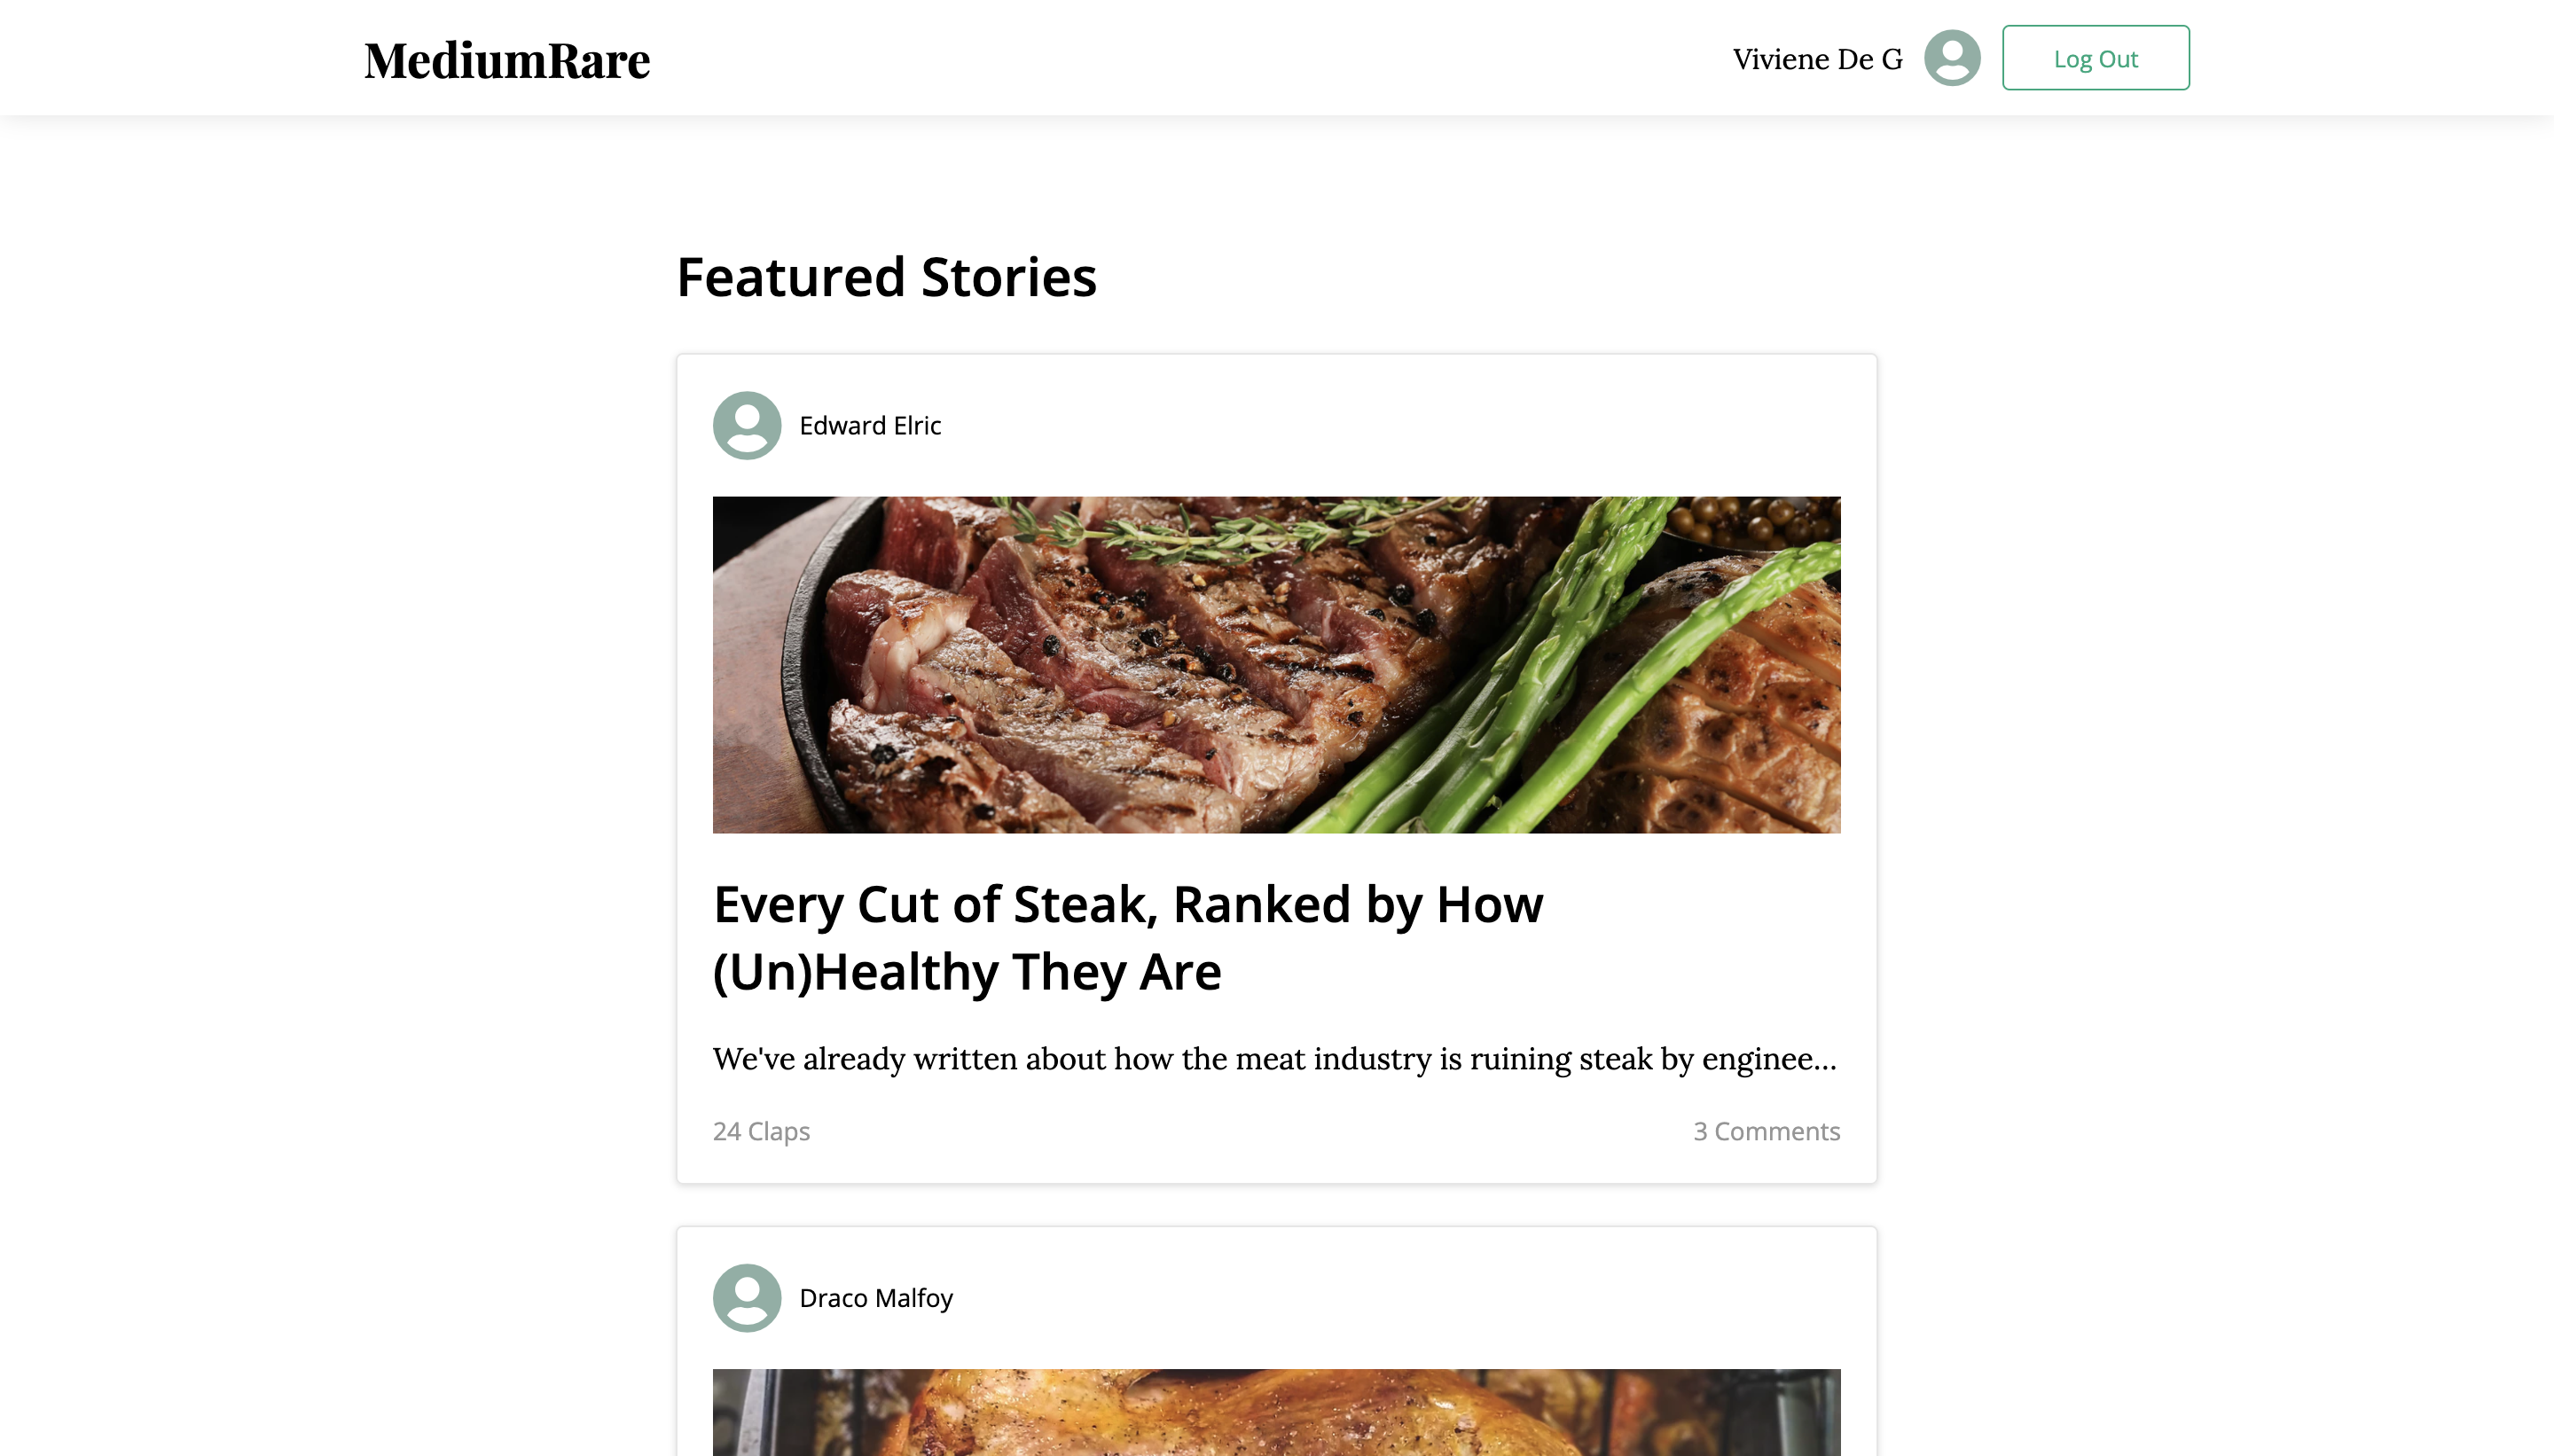 MediumRare
Viviene De G
Log Out
Featured Stories
Edward Elric
Every Cut of Steak, Ranked by How
(Un)Healthy They Are
We've already written about how the meat industry is ruining steak by enginee...
24 Claps
3 Comments
Draco Malfoy